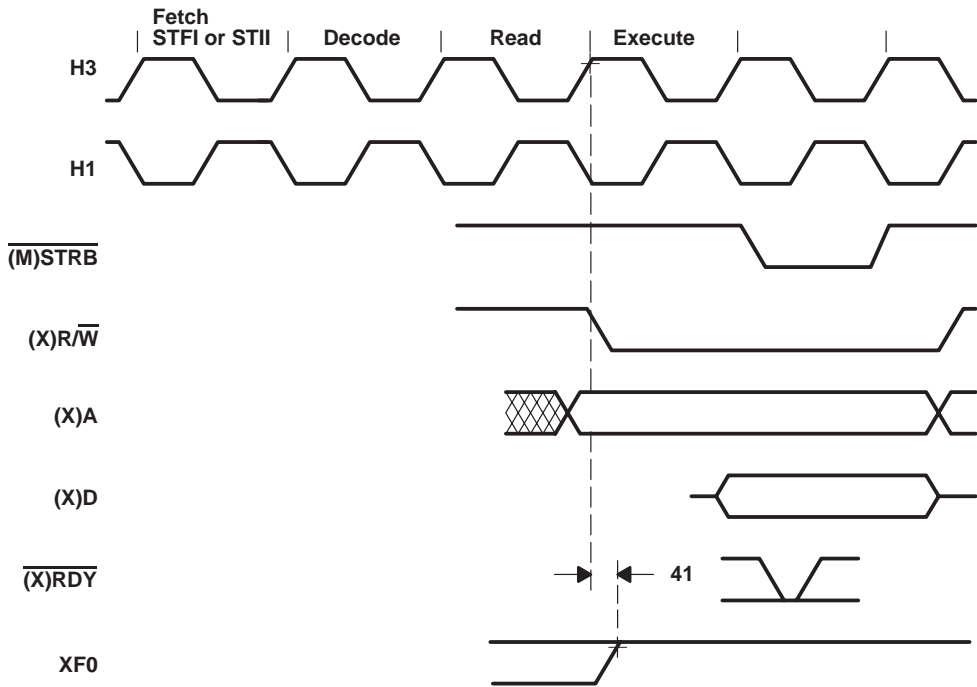 Fetch
STFI or STII
Decode
Read
Execute
H3
H1
(M)STRB
(X)R/W
(X)A
(X)D
(X)RDY
41
XF0